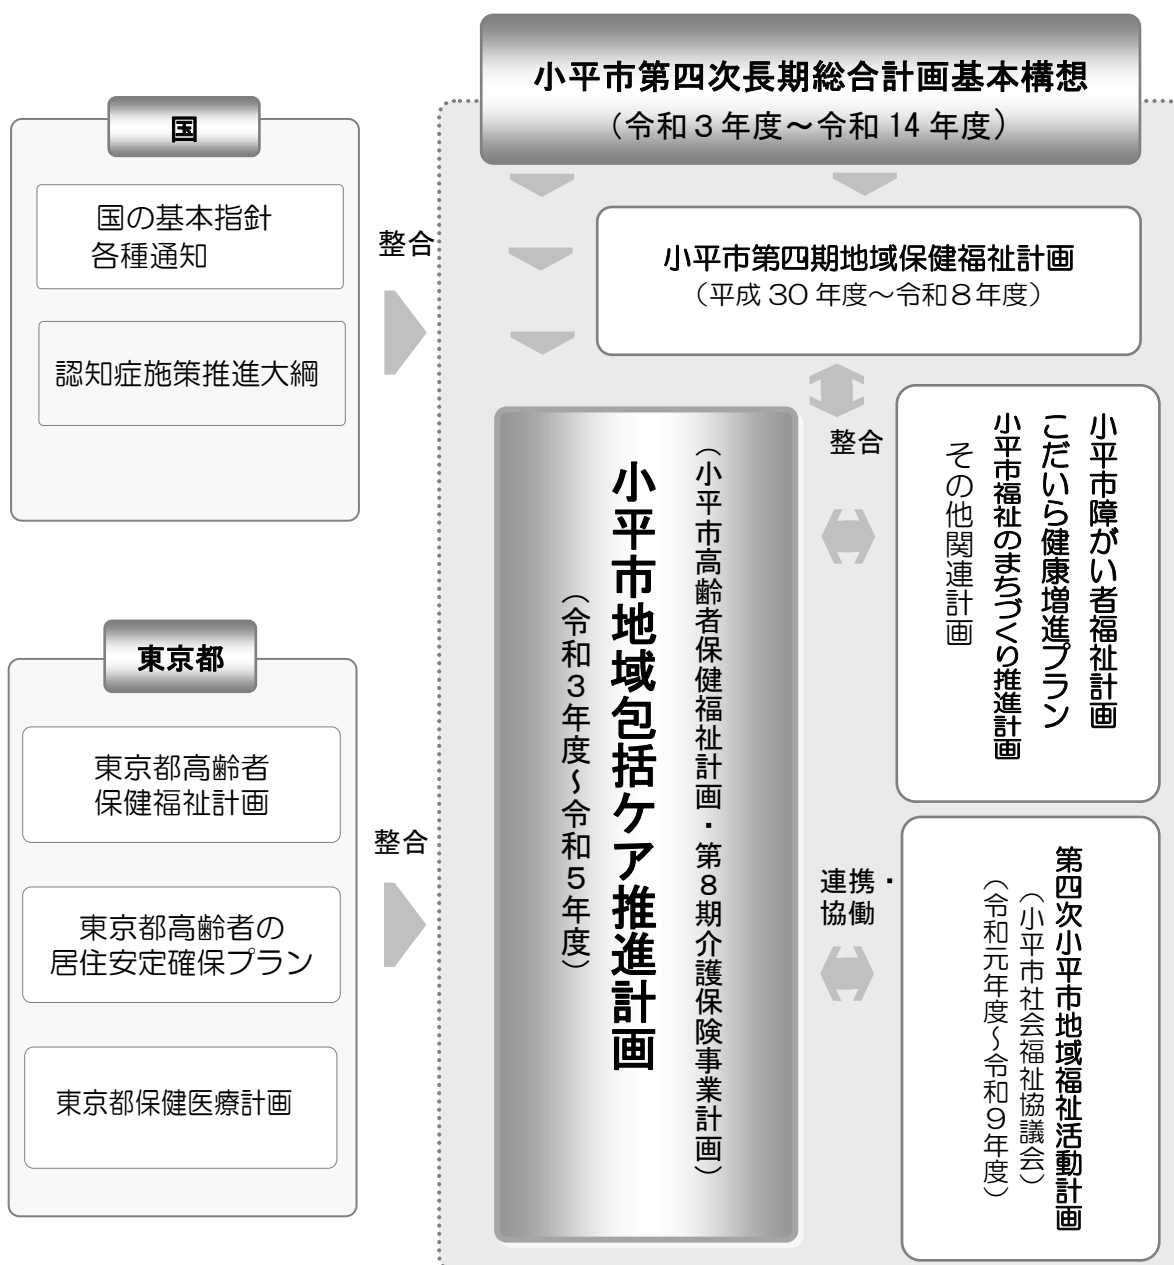 小平市第四次長期総合計画基本構想
（令和３年度～令和 14 年度）
国
国の基本指針
各種通知
認知症施策推進大綱
整合
小平市第四期地域保健福祉計画
（平成 30 年度～令和８年度）
整合
小平市障がい者福祉計画
こだいら健康増進プラン
小平市福祉のまちづくり推進計画
その他関連計画
（小平市高齢者保健福祉計画・第８期介護保険事業計画）
小平市地域包括ケア推進計画
（令和３年度～令和５年度）
東京都
東京都高齢者
保健福祉計画
東京都高齢者の
居住安定確保プラン
東京都保健医療計画
整合
連携・
協働
第四次小平市地域福祉活動計画
（小平市社会福祉協議会）
（令和元年度～令和９年度）